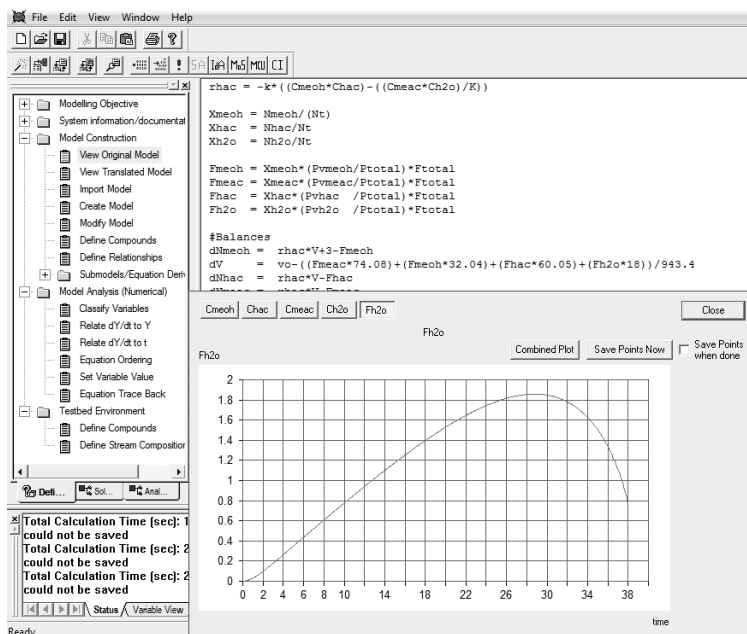 File Edit View Window Help
5A I&A MoS MW CI
rhac = -k*((Cmeoh*Chac)-((Cmeac*Ch2o)/K))
Xmeoh = Nmeoh/(Nt)
Xhac = Nhac/Nt
Xh2o = Nh2o/Nt
Fmeoh = Xmeoh*(Pvmeoh/Ptotal)*Ftotal
Fmeac = Xmeac*(Pvmeac/Ptotal)*Ftotal
Fhac = Xhac*(Pvhac /Ptotal)*Ftotal
Fh2o = Xh2o*(Pvh2o /Ptotal)*Ftotal
#Balances
dNmeoh = rhac*V+3-Fmeoh
dV = vo-((Fmeac*74.08)+(Fmeoh*32.04)+(Fhac*60.05)+(Fh2o*18))/943.4
dNhac = rhac*V-Fhac
Modelling Objective
System information/documentat
Model Construction
View Original Model
View Translated Model
Import Model
Create Model
Modify Model
Define Compounds
Define Relationships
Submodels/Equation Deriv
Model Analysis (Numerical)
Classify Variables
Relate dY/dt to Y
Relate dY/dt to t
Equation Ordering
Set Variable Value
Equation Trace Back
Testbed Environment
Define Compounds
Define Stream Composition
Defi... Sol... Anal...
Total Calculation Time (sec): 1
could not be saved
Total Calculation Time (sec): 2
could not be saved
Total Calculation Time (sec): 2
could not be saved
Status Variable View
Ready
Cmeoh Chac Cmeac Ch2o Fh2o Close
Fh2o
Combined Plot Save Points Now Save Points when done
Fh2o
2
1.8
1.6
1.4
1.2
1
0.8
0.6
0.4
0.2
0
0 2 4 6 8 10 14 18 22 26 30 34 38
time